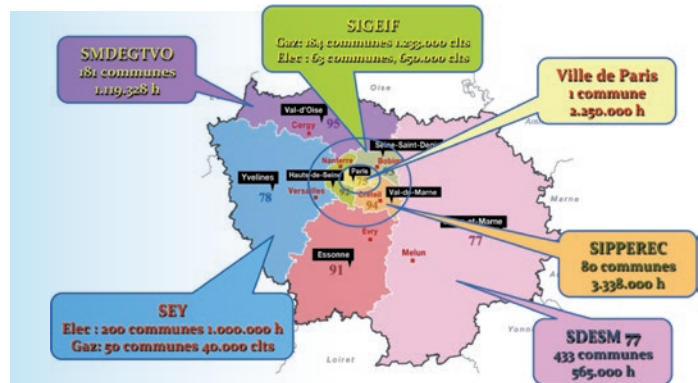 SIGEIF
Gaz: 184 communes 1.233.000 clts
Elec : 63 communes, 650.000 clts
SMDEGTVO
181 communes
1.119.328 h
Ville de Paris
1 commune
2.250.000 h
Oise
Val-d'Oise
95
Cergy
Seine-Saint-Den
Nanterre
Bobign
Hauts-de-Seine
Paris
75
92
Yvelines
78
Versailles
Val-de-Marne
Créteil
94
et-Marne
77
Marne
Evry
Essonne
91
Melun
SIPPEREC
80 communes
3.338.000 h
SEY
Elec : 200 communes 1.000.000 h
Gaz: 50 communes 40.000 clts
Yonn
SDESM 77
433 communes
565.000 h
Loiret